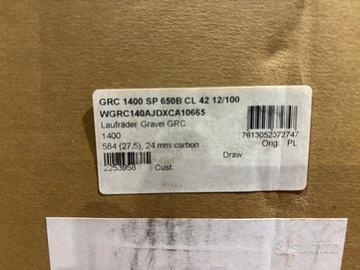 GRC 1400 SP 650B CL 42 12/100
WGRC140AJDXCA10665
Laufräder Gravel GRC
1400
7613052372747
584 (27,5), 24 mm carbon
Orig. PL
Draw
2253958
Cust.
subito